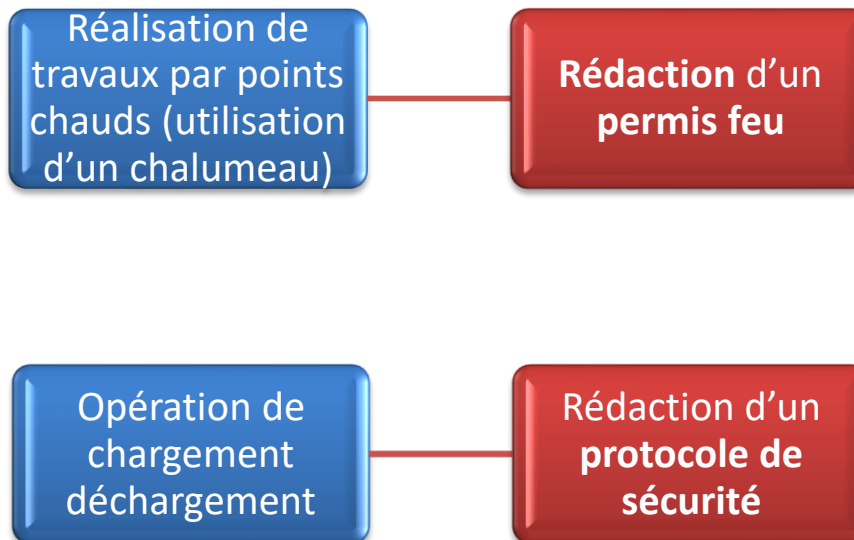 Réalisation de
travaux par points
chauds (utilisation
d’un chalumeau)
Rédaction d’un
permis feu
Opération de
chargement
déchargement
Rédaction d’un
protocole de
sécurité